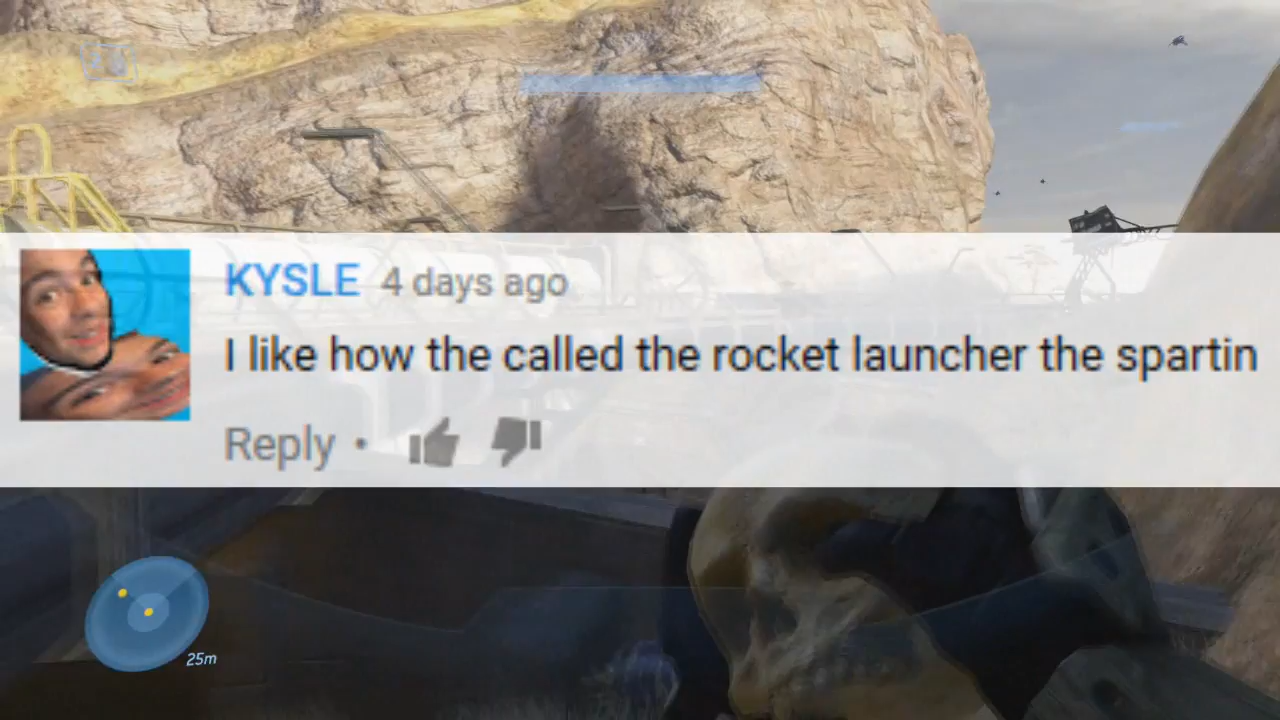 KYSLE 4 days ago
I like how the called the rocket launcher the spartin
Reply •
25m